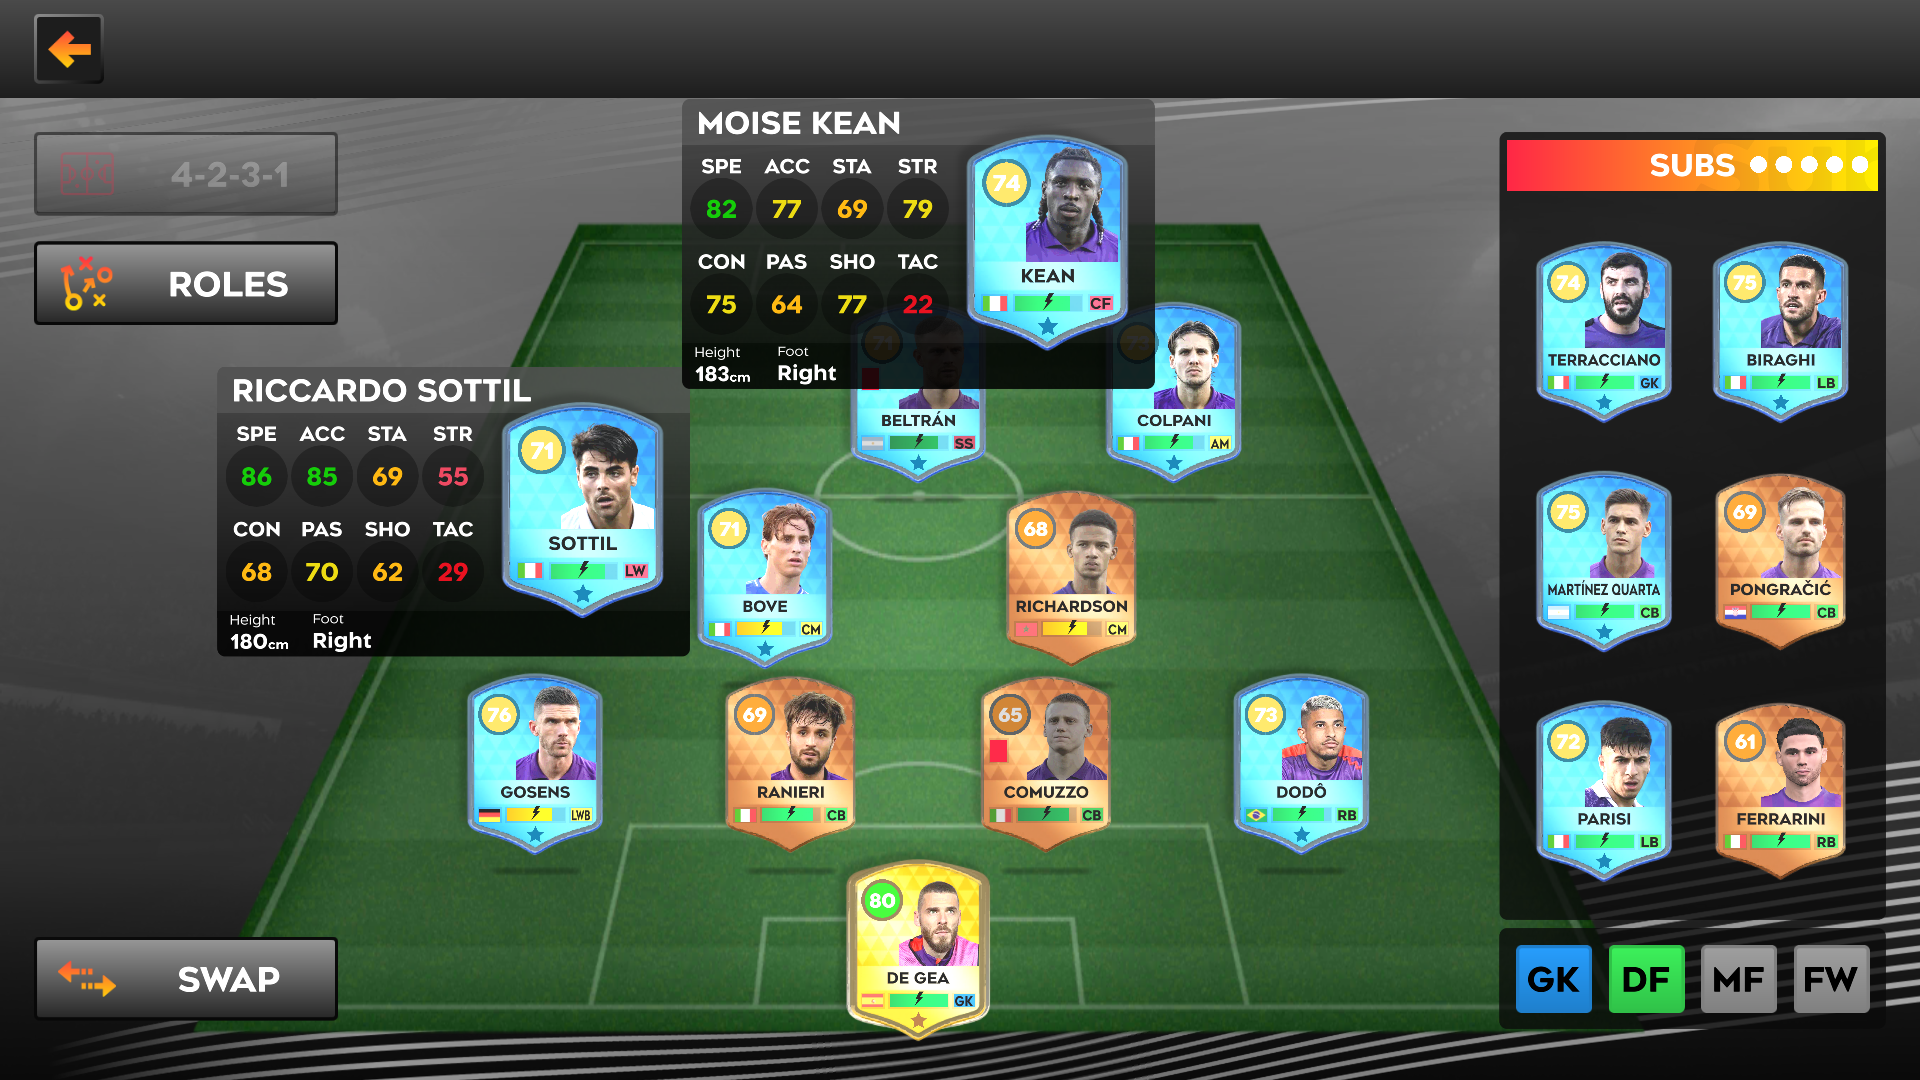 4-2-3-1
ROLES
SWAP
MOISE KEAN
SPE ACC STA STR
82 77 69 79
CON PAS SHO TAC
75 64 77 22
Height Foot
183cm Right
74
KEAN
CF
RICCARDO SOTTIL
SPE ACC STA STR
86 85 69 55
CON PAS SHO TAC
68 70 62 29
Height Foot
180cm Right
71
SOTTIL
LW
71
BELTRÁN
SS
COLPANI
AM
71
BOVE
CM
68
RICHARDSON
CM
76
GOSENS
LWB
69
RANIERI
CB
65
COMUZZO
CB
73
DODÔ
RB
80
DE GEA
GK
SUBS
74
TERRACCIANO
GK
75
BIRAGHI
LB
75
MARTÍNEZ QUARTA
CB
69
PONGRAČIĆ
CB
72
PARISI
LB
61
FERRARINI
RB
GK DF MF FW